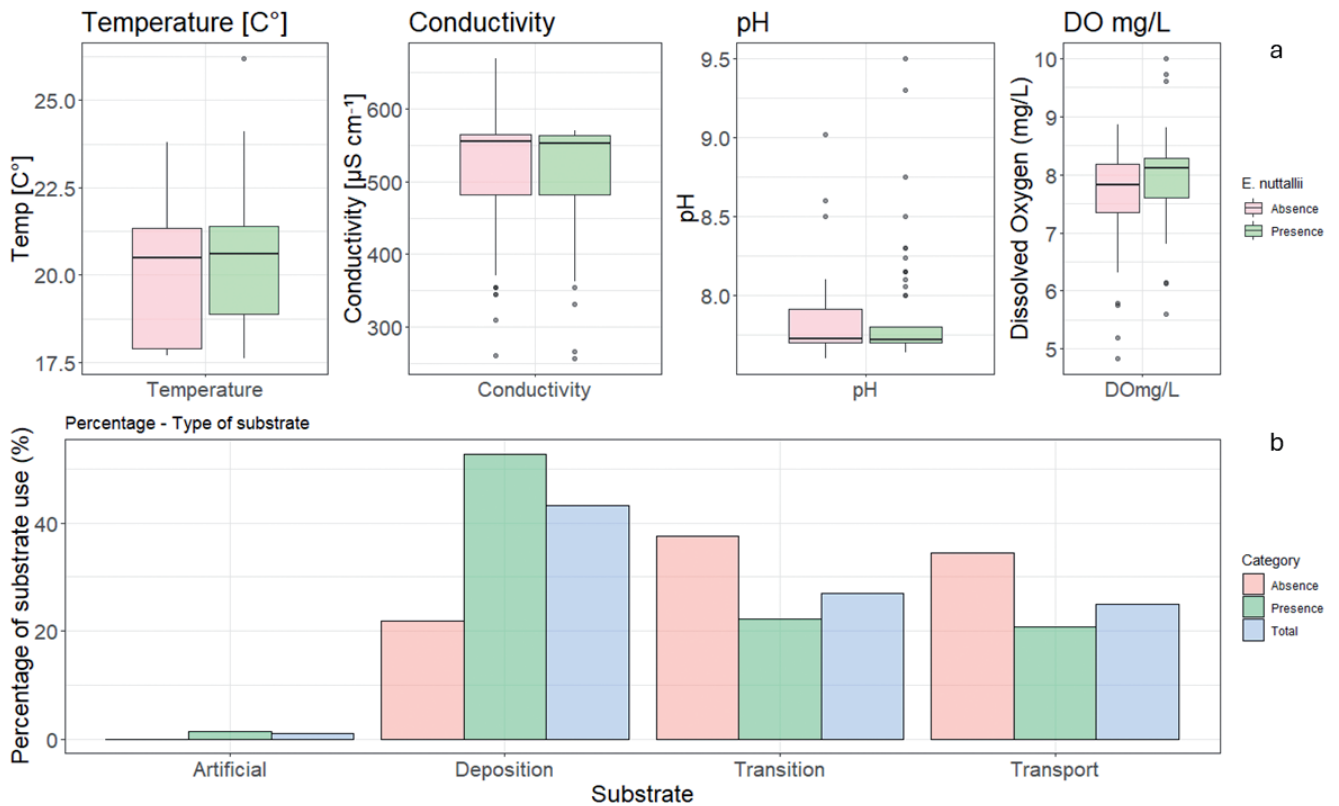 Temperature [C°]
Conductivity
pH
DO mg/L
a
Temp [C°]
25.0
22.5
20.0
17.5
Temperature
Conductivity [µS cm⁻¹]
600
500
400
300
Conductivity
pH
9.5
9.0
8.5
8.0
pH
Dissolved Oxygen (mg/L)
10
9
8
7
6
5
DOmg/L
E. nuttallii
Absence
Presence
Percentage - Type of substrate
b
Percentage of substrate use (%)
40
20
0
Artificial
Deposition
Transition
Transport
Substrate
Category
Absence
Presence
Total